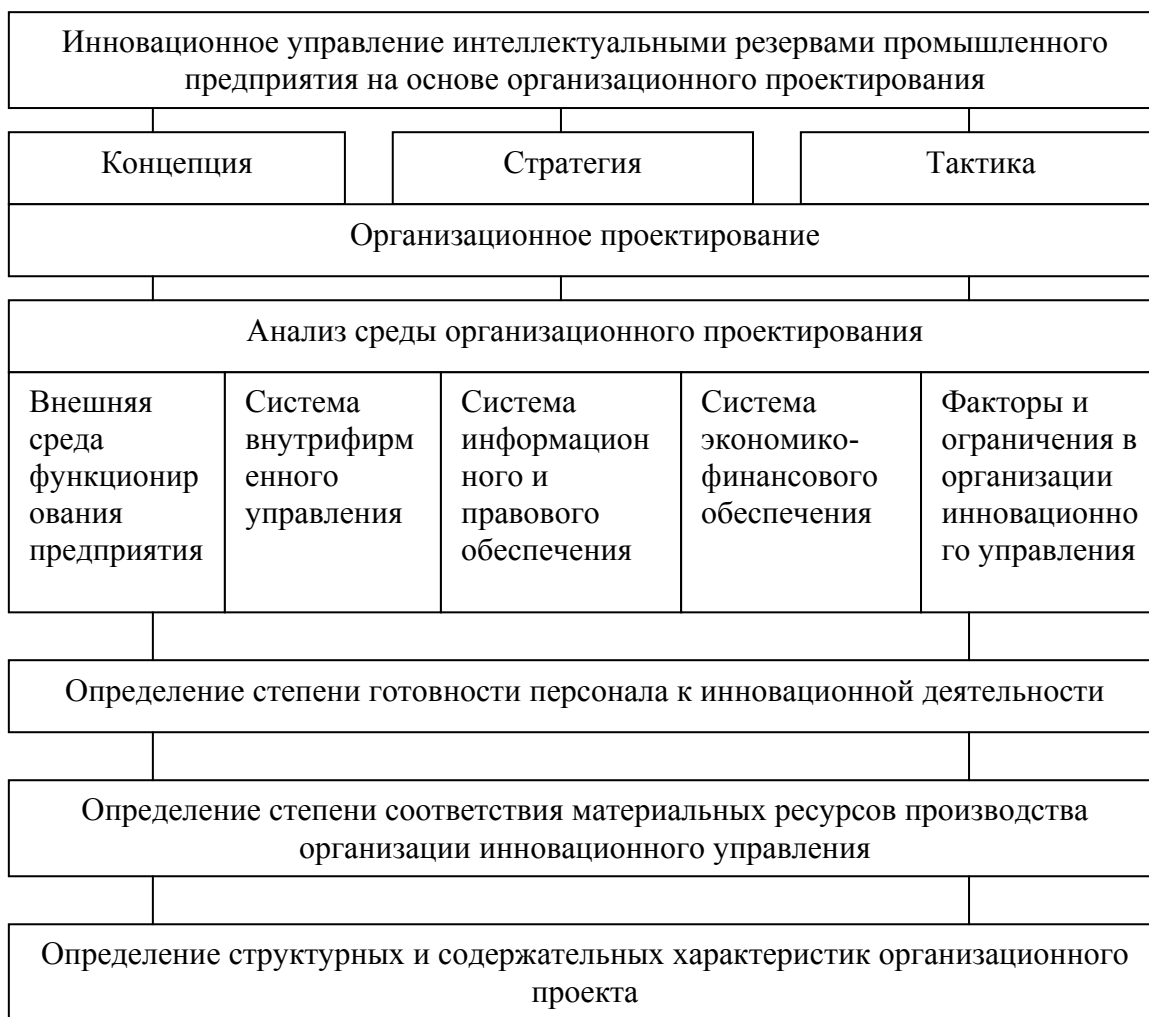 Инновационное управление интеллектуальными резервами промышленного
предприятия на основе организационного проектирования
Концепция
Стратегия
Тактика
Организационное проектирование
Анализ среды организационного проектирования
Внешняя
среда
функционир
ования
предприятия
Система
внутрифирм
енного
управления
Система
информацион
ного и
правового
обеспечения
Система
экономико-
финансового
обеспечения
Факторы и
ограничения в
организации
инновационно
го управления
Определение степени готовности персонала к инновационной деятельности
Определение степени соответствия материальных ресурсов производства
организации инновационного управления
Определение структурных и содержательных характеристик организационного
проекта